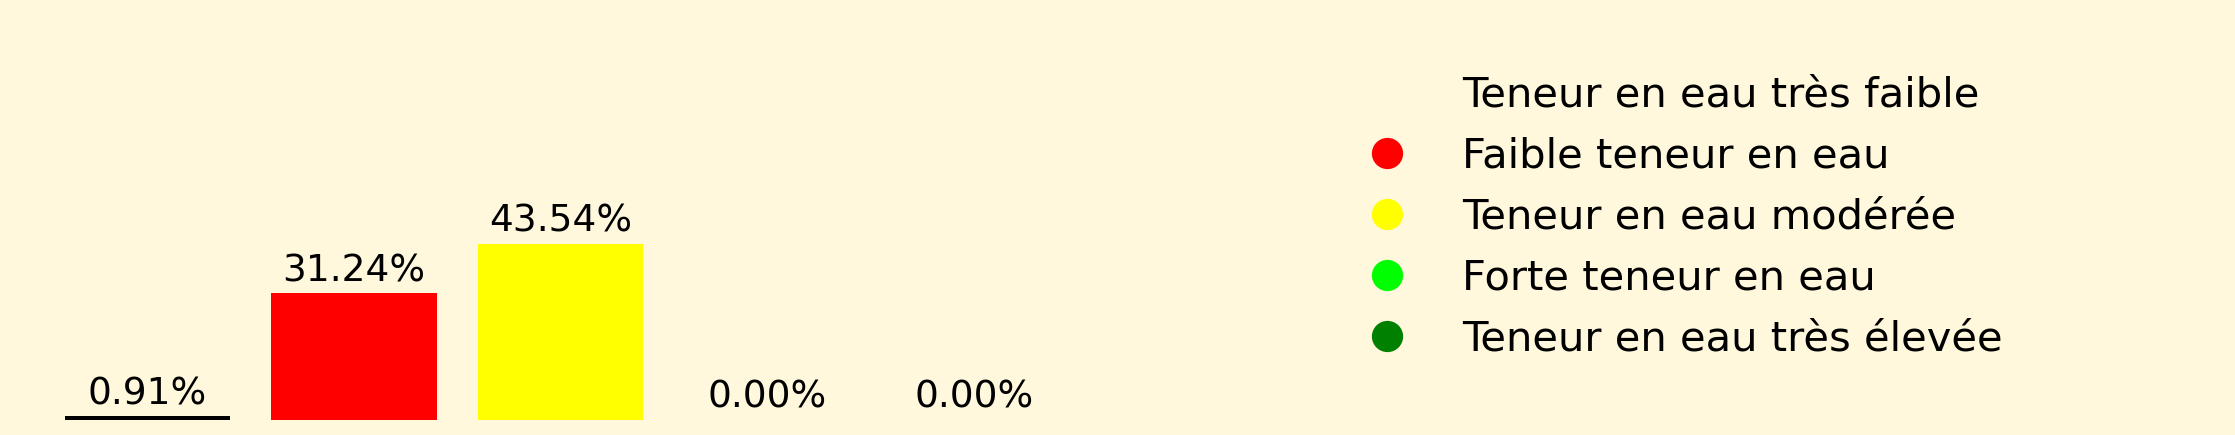 0.91%
31.24%
43.54%
0.00%
0.00%
Teneur en eau très faible
Faible teneur en eau
Teneur en eau modérée
Forte teneur en eau
Teneur en eau très élevée